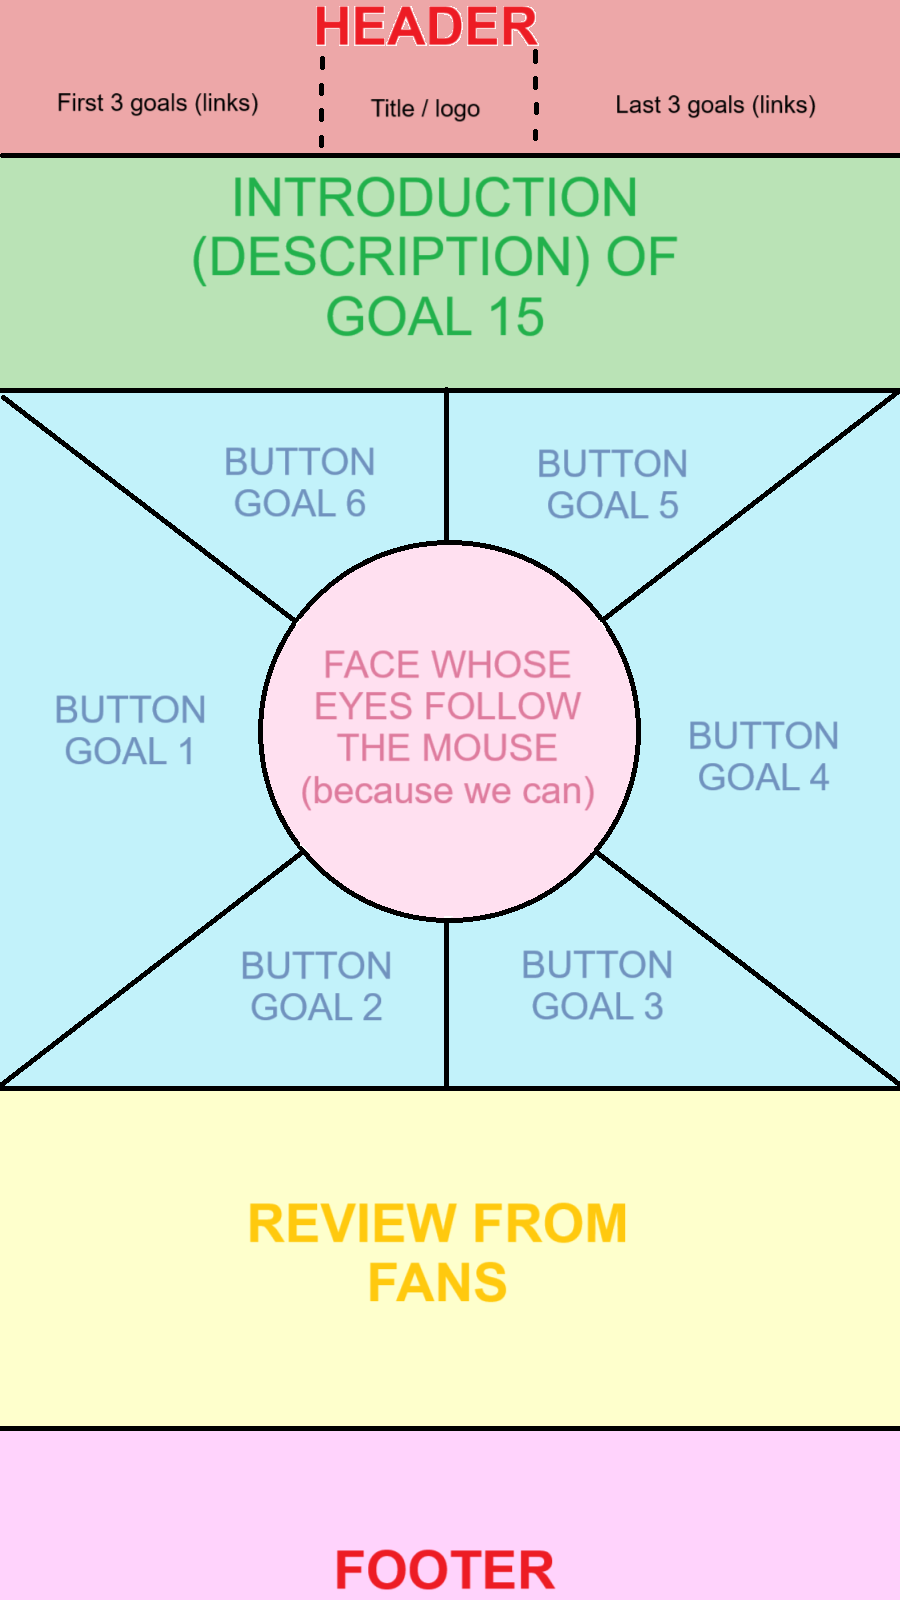 HEADER
First 3 goals (links)
Title / logo
Last 3 goals (links)
INTRODUCTION
(DESCRIPTION) OF
GOAL 15
BUTTON
GOAL 6
BUTTON
GOAL 5
FACE WHOSE
EYES FOLLOW
THE MOUSE
(because we can)
BUTTON
GOAL 1
BUTTON
GOAL 4
BUTTON
GOAL 2
BUTTON
GOAL 3
REVIEW FROM
FANS
FOOTER